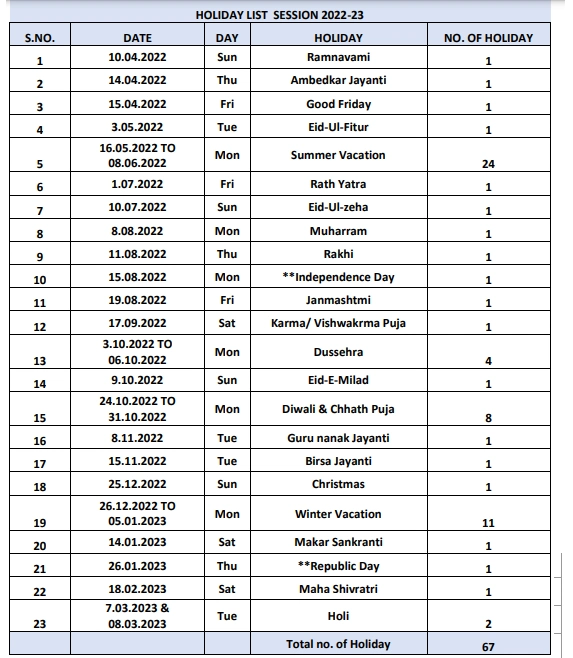 HOLIDAY LIST SESSION 2022-23
S.NO. DATE DAY HOLIDAY NO. OF HOLIDAY
1 10.04.2022 Sun Ramnavami 1
2 14.04.2022 Thu Ambedkar Jayanti 1
3 15.04.2022 Fri Good Friday 1
4 3.05.2022 Tue Eid-Ul-Fitur 1
5 16.05.2022 TO Mon Summer Vacation 24
08.06.2022
6 1.07.2022 Fri Rath Yatra 1
7 10.07.2022 Sun Eid-Ul-zeha 1
8 8.08.2022 Mon Muharram 1
9 11.08.2022 Thu Rakhi 1
10 15.08.2022 Mon **Independence Day 1
11 19.08.2022 Fri Janmashtmi 1
12 17.09.2022 Sat Karma/ Vishwakrma Puja 1
13 3.10.2022 TO Mon Dussehra 4
06.10.2022
14 9.10.2022 Sun Eid-E-Milad 1
15 24.10.2022 TO Mon Diwali & Chhath Puja 8
31.10.2022
16 8.11.2022 Tue Guru nanak Jayanti 1
17 15.11.2022 Tue Birsa Jayanti 1
18 25.12.2022 Sun Christmas 1
19 26.12.2022 TO Mon Winter Vacation 11
05.01.2023
20 14.01.2023 Sat Makar Sankranti 1
21 26.01.2023 Thu **Republic Day 1
22 18.02.2023 Sat Maha Shivratri 1
23 7.03.2023 & Tue Holi 2
08.03.2023
Total no. of Holiday 67